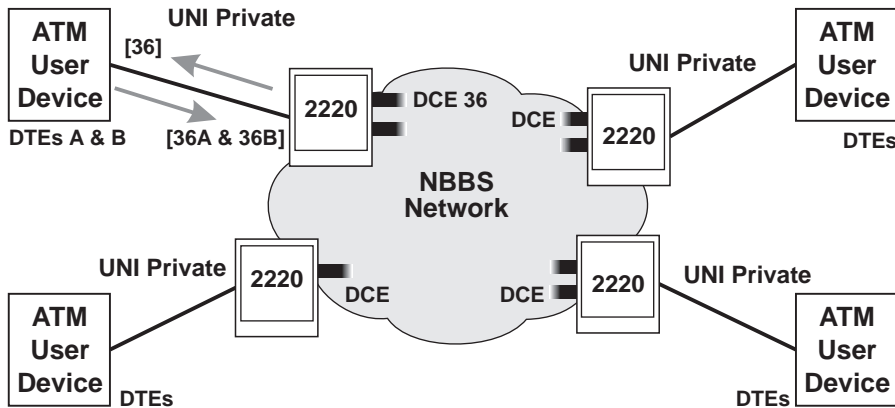 UNI Private
ATM
User
Device
[36]
DTEs A & B
[36A & 36B]
2220
DCE 36
UNI Private
ATM
User
Device
DCE
2220
DTEs
NBBS
Network
UNI Private
2220
DCE
ATM
User
Device
DTEs
DCE
2220
UNI Private
ATM
User
Device
DTEs